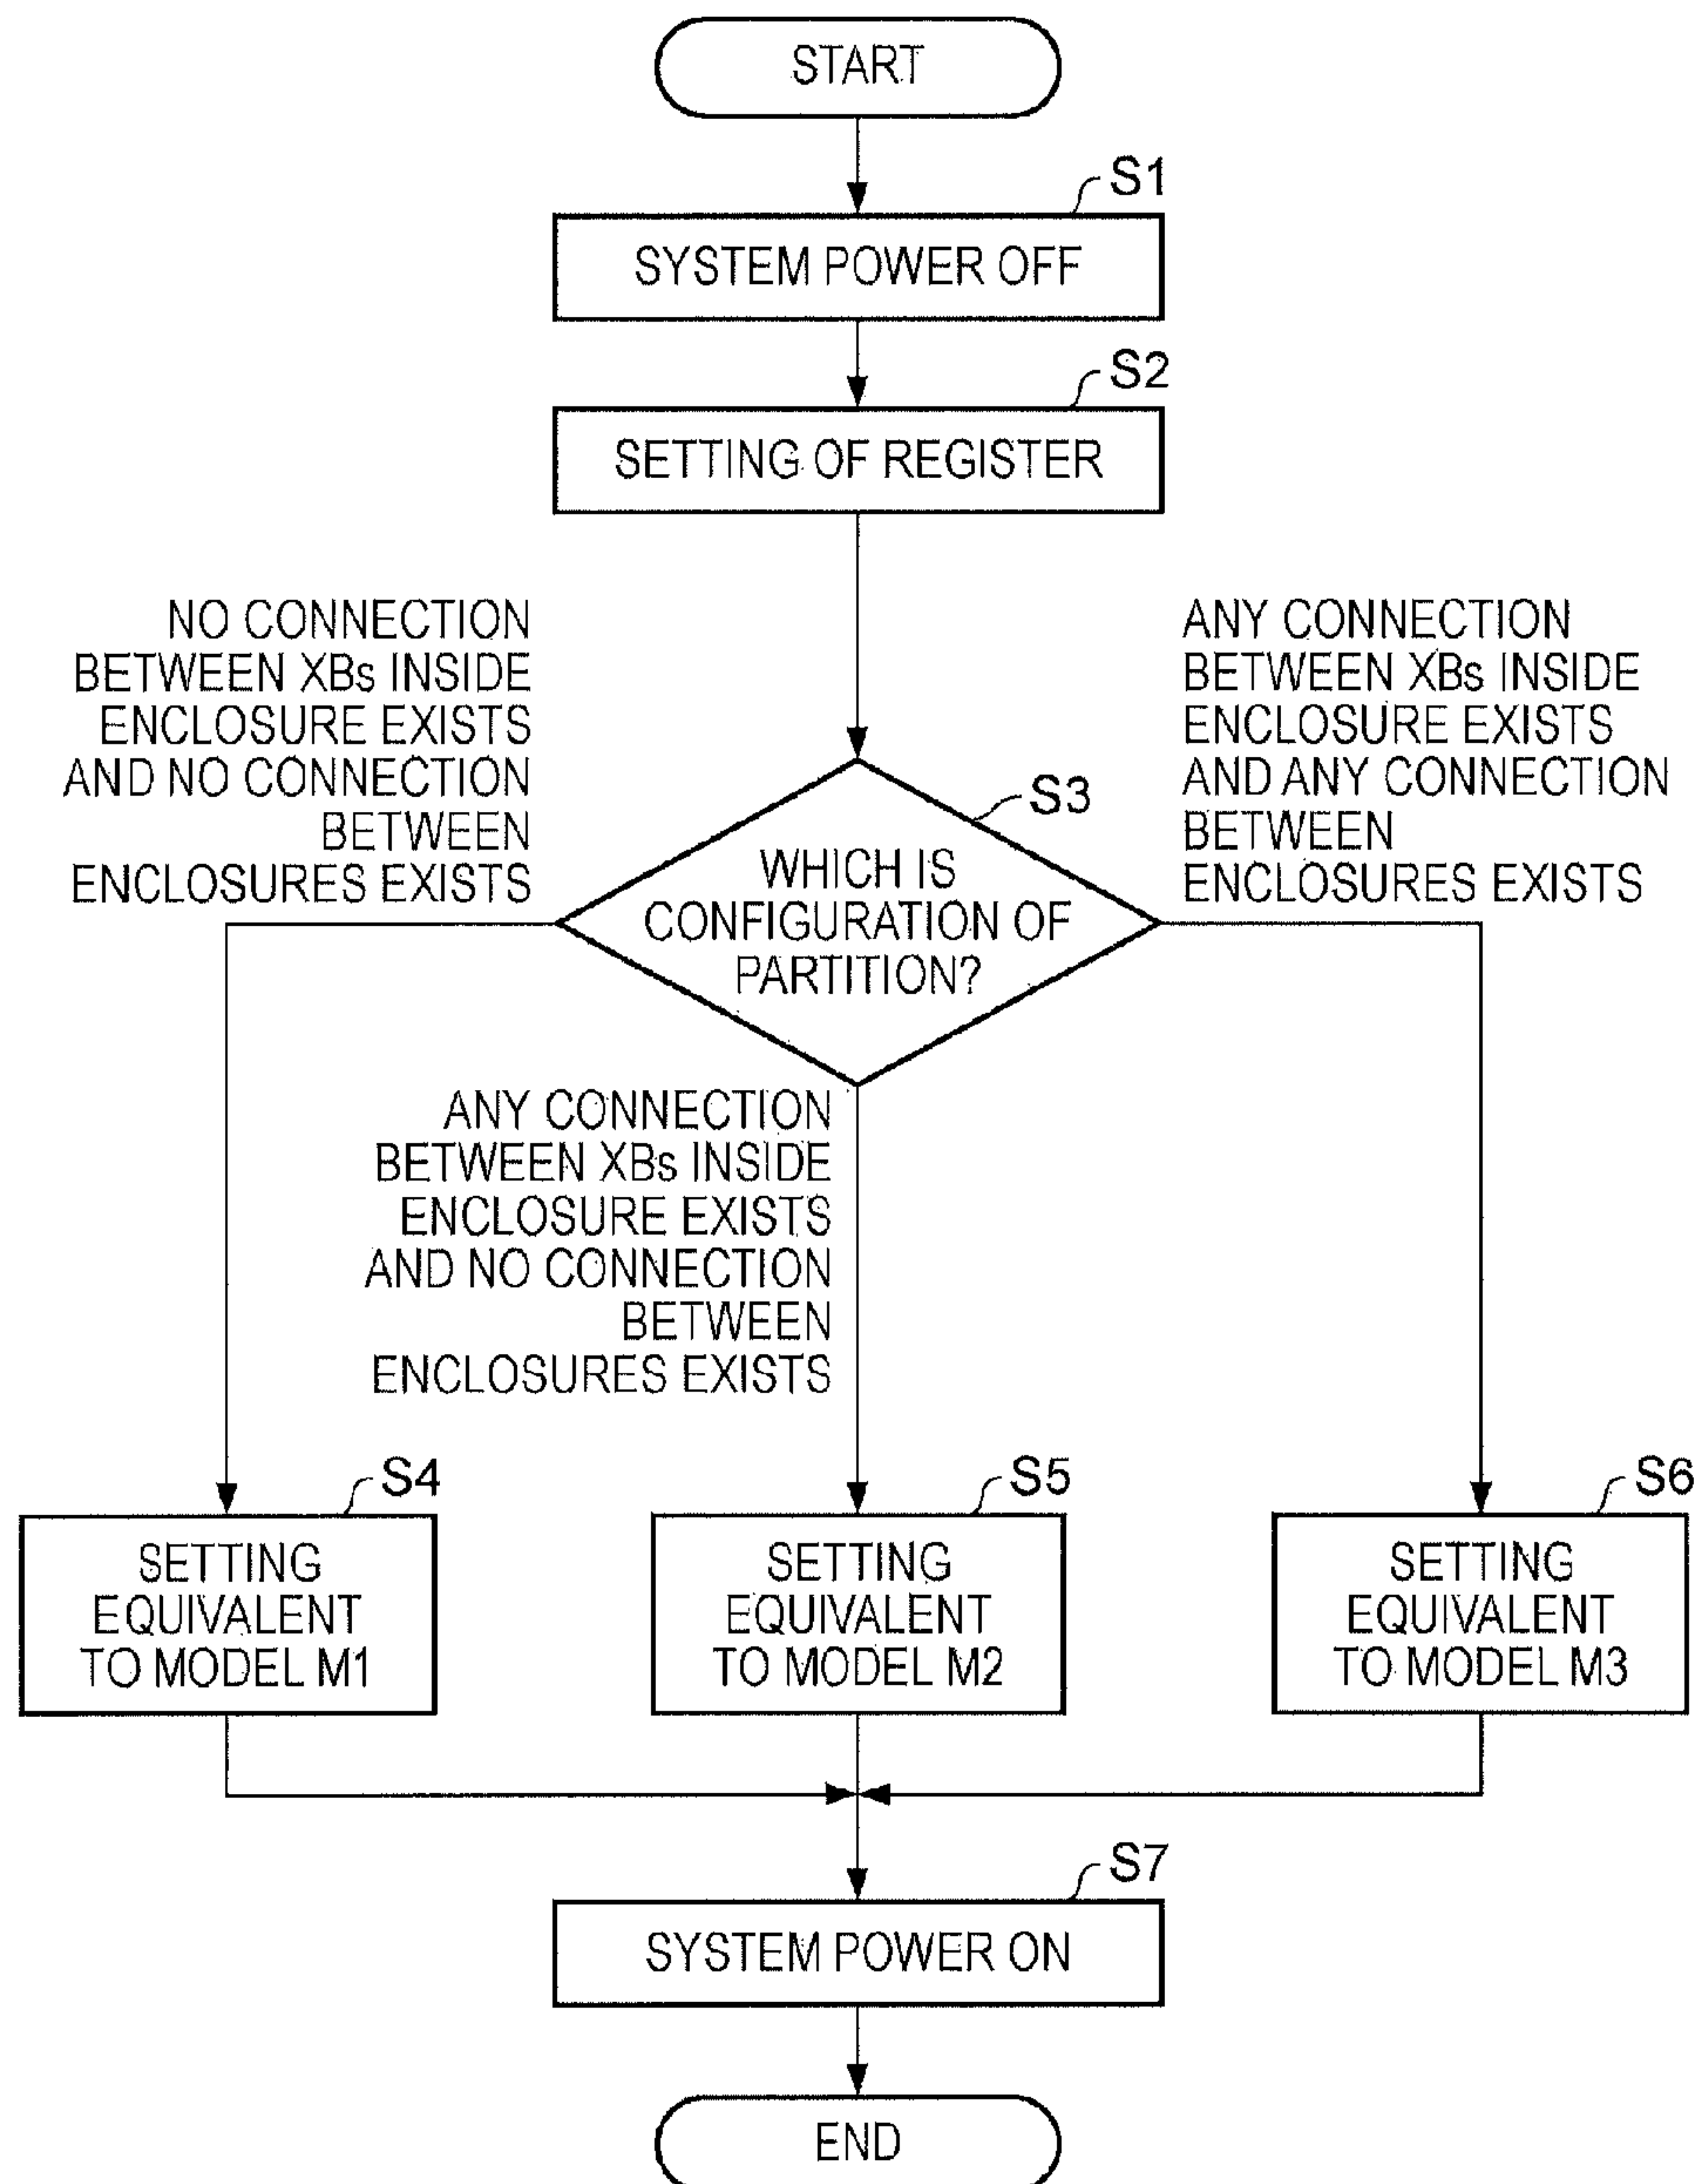 START
S1
SYSTEM POWER OFF
S2
SETTING OF REGISTER
NO CONNECTION
BETWEEN XBs INSIDE
ENCLOSURE EXISTS
AND NO CONNECTION
BETWEEN
ENCLOSURES EXISTS
ANY CONNECTION
BETWEEN XBs INSIDE
ENCLOSURE EXISTS
AND ANY CONNECTION
BETWEEN
ENCLOSURES EXISTS
S3
WHICH IS
CONFIGURATION OF
PARTITION?
ANY CONNECTION
BETWEEN XBs INSIDE
ENCLOSURE EXISTS
AND NO CONNECTION
BETWEEN
ENCLOSURES EXISTS
S4
SETTING
EQUIVALENT
TO MODEL M1
S5
SETTING
EQUIVALENT
TO MODEL M2
S6
SETTING
EQUIVALENT
TO MODEL M3
S7
SYSTEM POWER ON
END